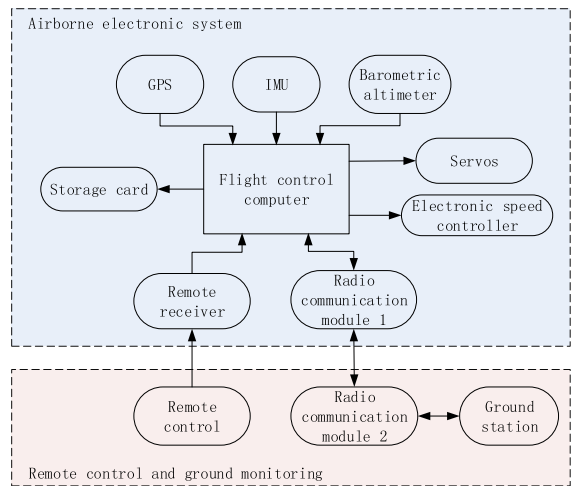 Airborne electronic system
GPS
IMU
Barometric
altimeter
Servos
Flight control
computer
Storage card
Electronic speed
controller
Remote
receiver
Radio
communication
module 1
Remote
control
Radio
communication
module 2
Ground
station
Remote control and ground monitoring